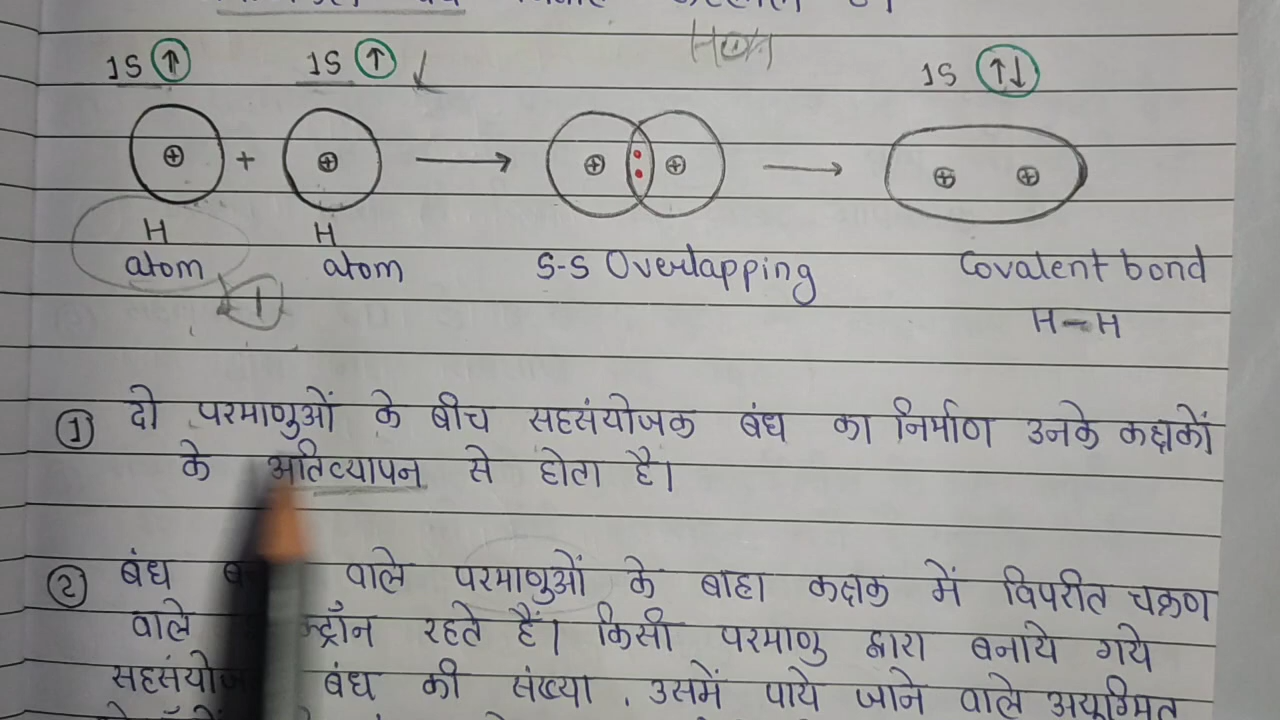 1S ↑ 1S ↑ ↓ 1S ↑↓
⊕ + ⊕ → ⊕ : ⊕ → ⊕ ⊕
H H
atom atom S-S Overlapping Covalent bond
1 H-H
① दो परमाणुओं के बीच सहसंयोजक बंध का निर्माण उनके कक्षकों
के अतिव्यापन से होता है।
② बंध वाले परमाणुओं के बाह्य कक्षक में विपरीत चक्रण
वाले रहते हैं। किसी परमाणु द्वारा बनाये गये
बंध की संख्या, उसमें पाये जाने वाले अयुग्मित